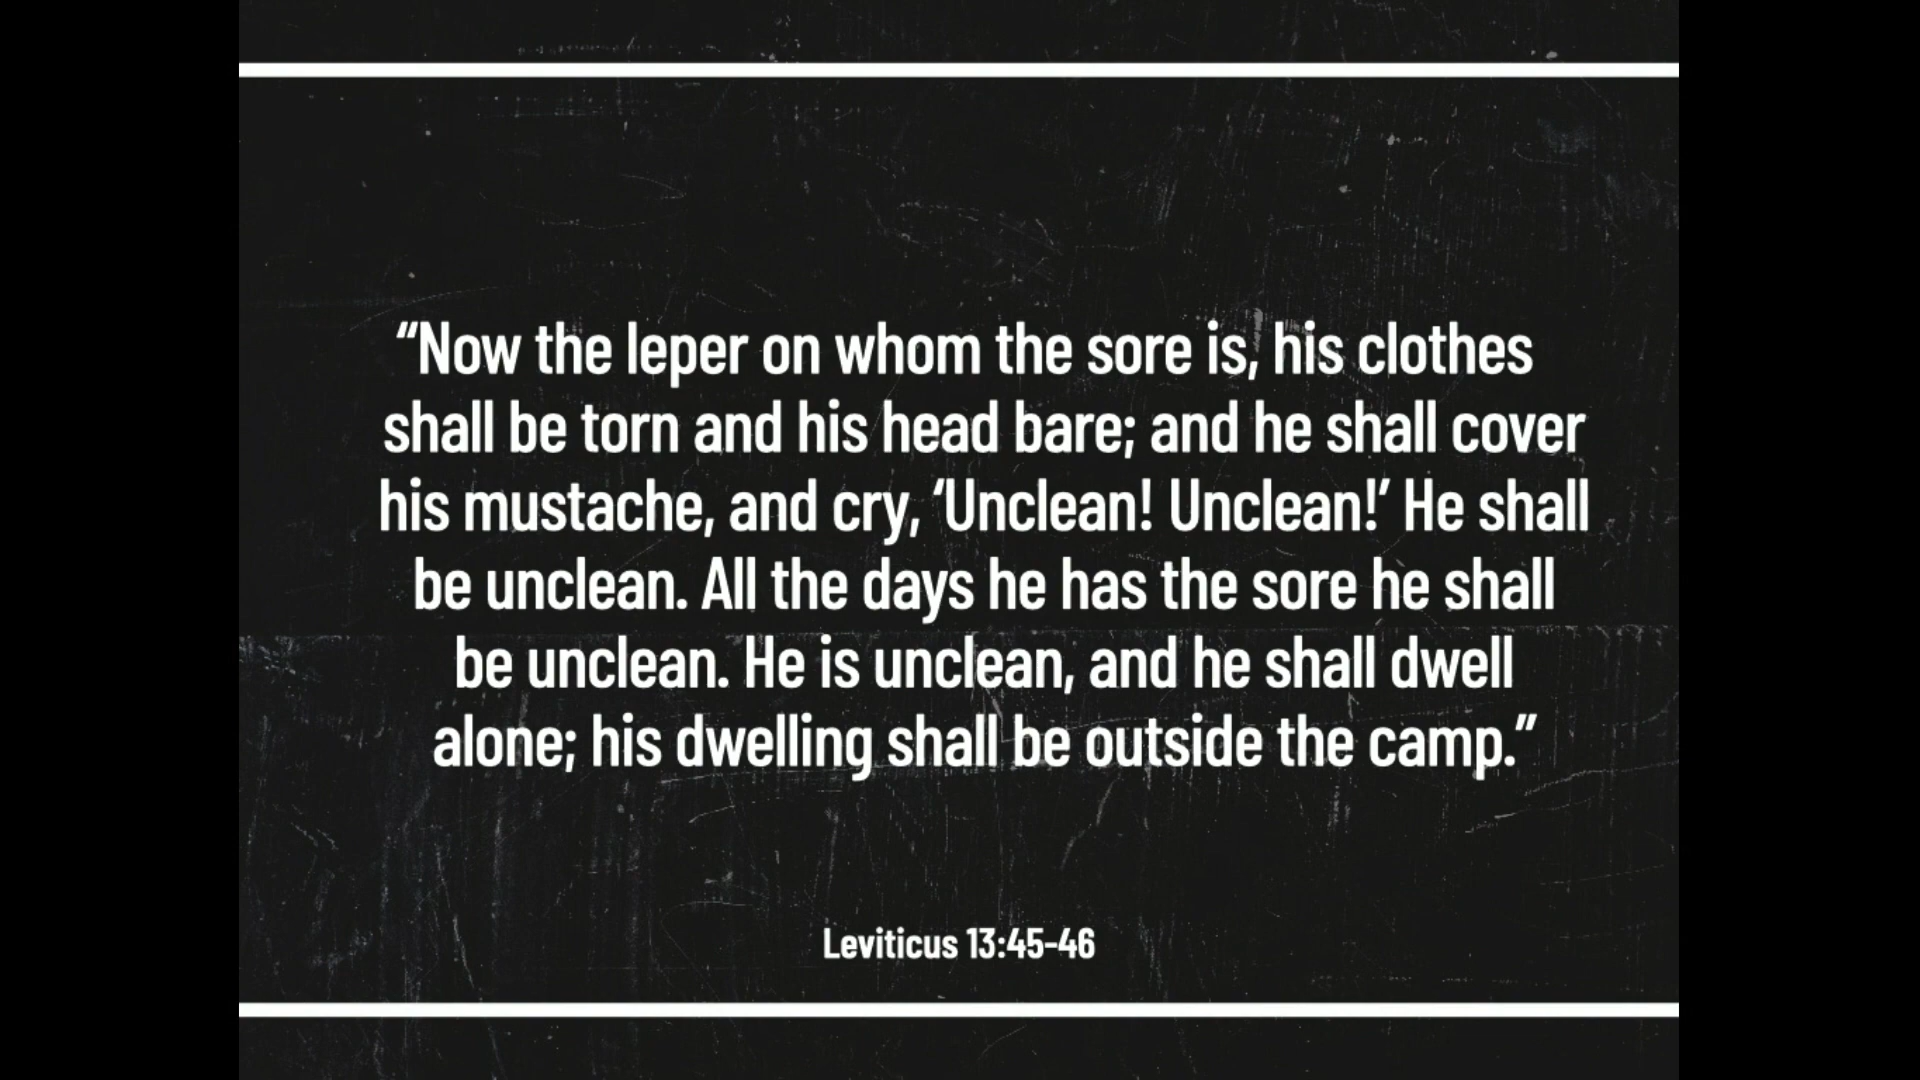 “Now the leper on whom the sore is, his clothes
shall be torn and his head bare; and he shall cover
his mustache, and cry, ‘Unclean! Unclean!’ He shall
be unclean. All the days he has the sore he shall
be unclean. He is unclean, and he shall dwell
alone; his dwelling shall be outside the camp.”
Leviticus 13:45-46